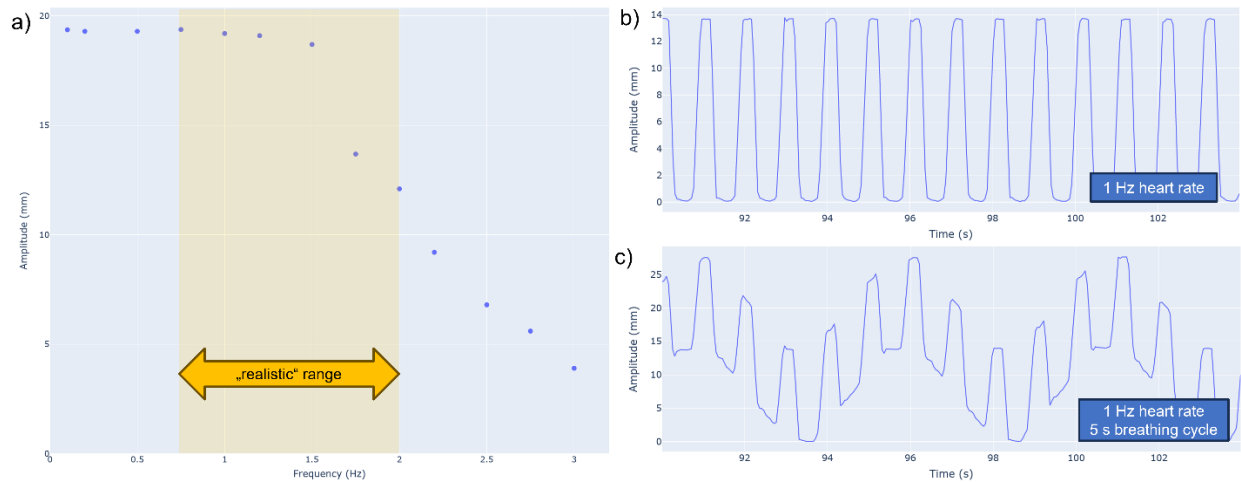 a)
20
15
10
5
0
Amplitude (mm)
0
0.5
1
1.5
2
2.5
3
Frequency (Hz)
„realistic“ range
b)
14
12
10
8
6
4
2
0
Amplitude (mm)
92
94
96
98
100
102
Time (s)
1 Hz heart rate
c)
25
20
15
10
5
0
Amplitude (mm)
92
94
96
98
100
102
Time (s)
1 Hz heart rate
5 s breathing cycle